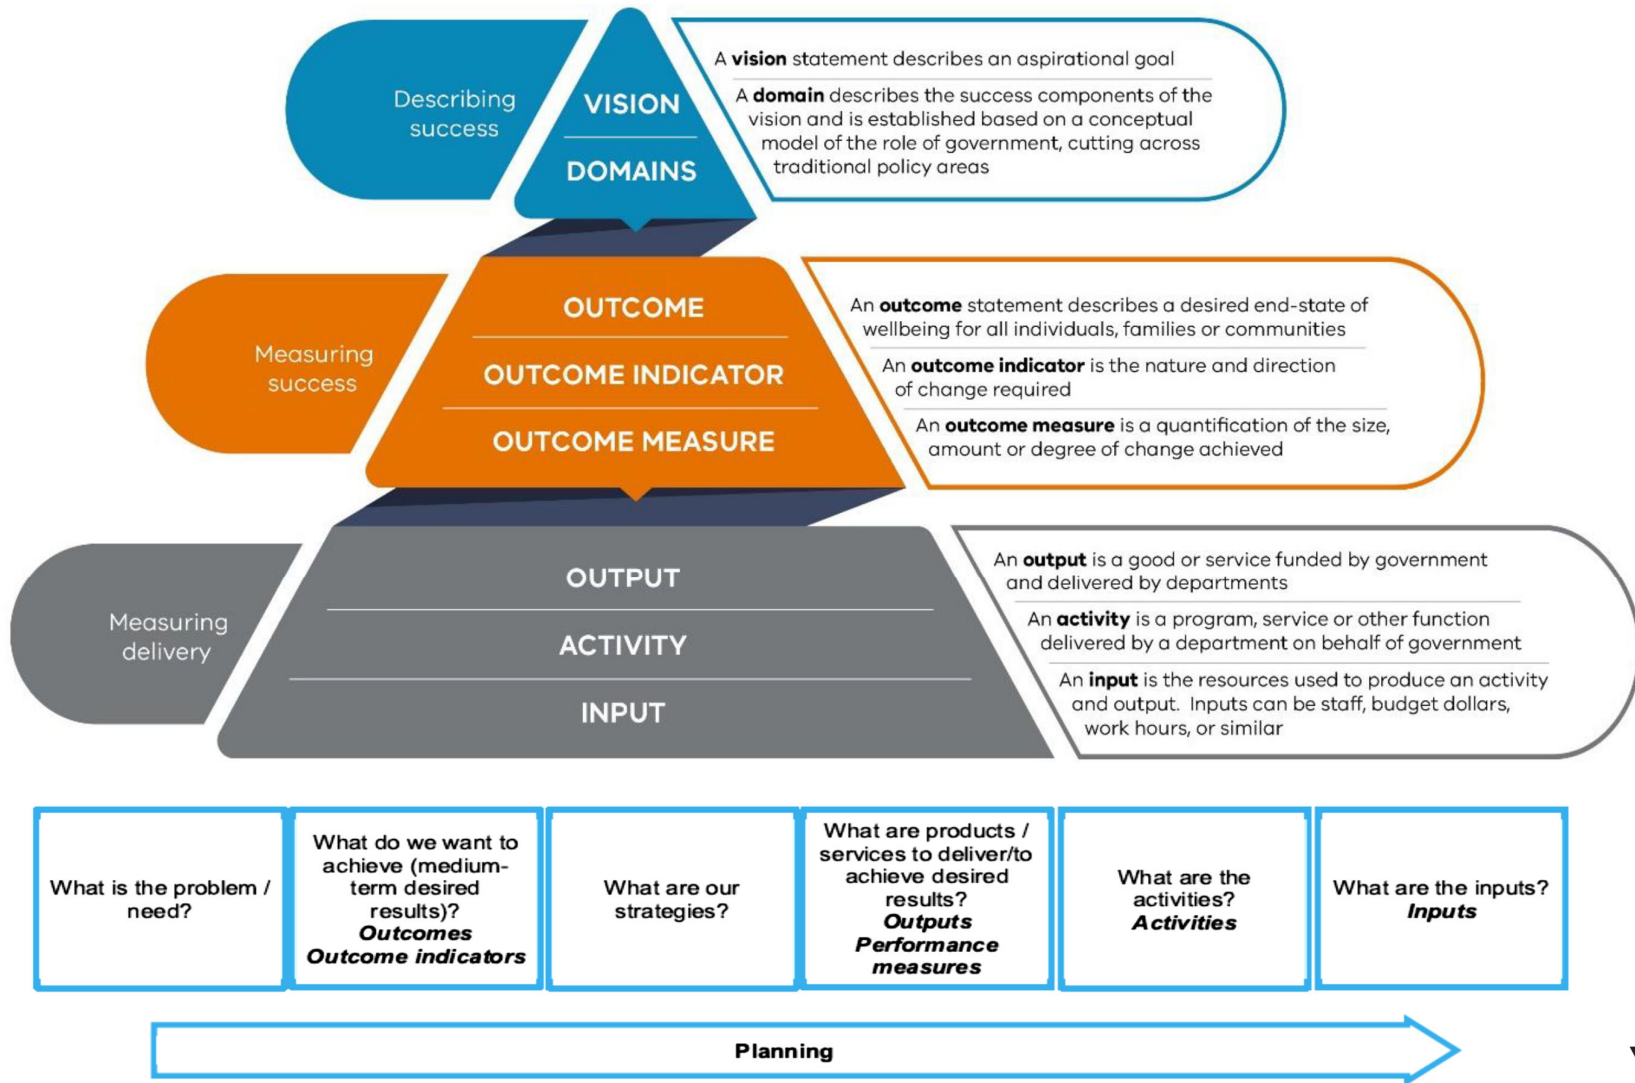 Describing
success
VISION
DOMAINS
A vision statement describes an aspirational goal
A domain describes the success components of the
vision and is established based on a conceptual
model of the role of government, cutting across
traditional policy areas
Measuring
success
OUTCOME
OUTCOME INDICATOR
OUTCOME MEASURE
An outcome statement describes a desired end-state of
wellbeing for all individuals, families or communities
An outcome indicator is the nature and direction
of change required
An outcome measure is a quantification of the size,
amount or degree of change achieved
Measuring
delivery
OUTPUT
ACTIVITY
INPUT
An output is a good or service funded by government
and delivered by departments
An activity is a program, service or other function
delivered by a department on behalf of government
An input is the resources used to produce an activity
and output. Inputs can be staff, budget dollars,
work hours, or similar
What is the problem /
need?
What do we want to
achieve (medium-
term desired
results)?
Outcomes
Outcome indicators
What are our
strategies?
What are products /
services to deliver/to
achieve desired
results?
Outputs
Performance
measures
What are the
activities?
Activities
What are the inputs?
Inputs
Planning